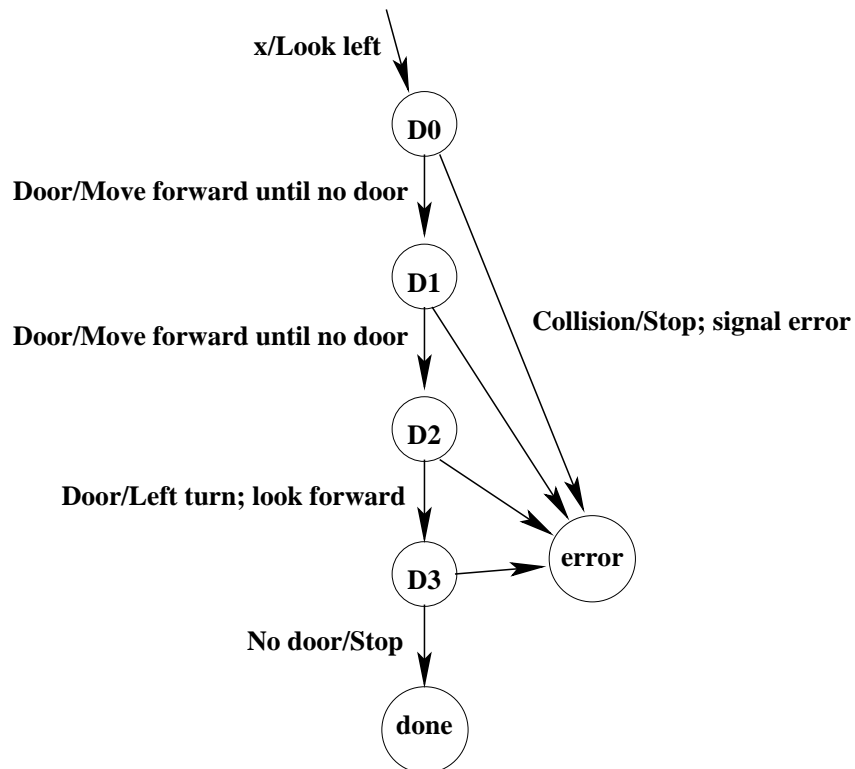 x/Look left
D0
Door/Move forward until no door
D1
Collision/Stop; signal error
Door/Move forward until no door
D2
Door/Left turn; look forward
error
D3
No door/Stop
done